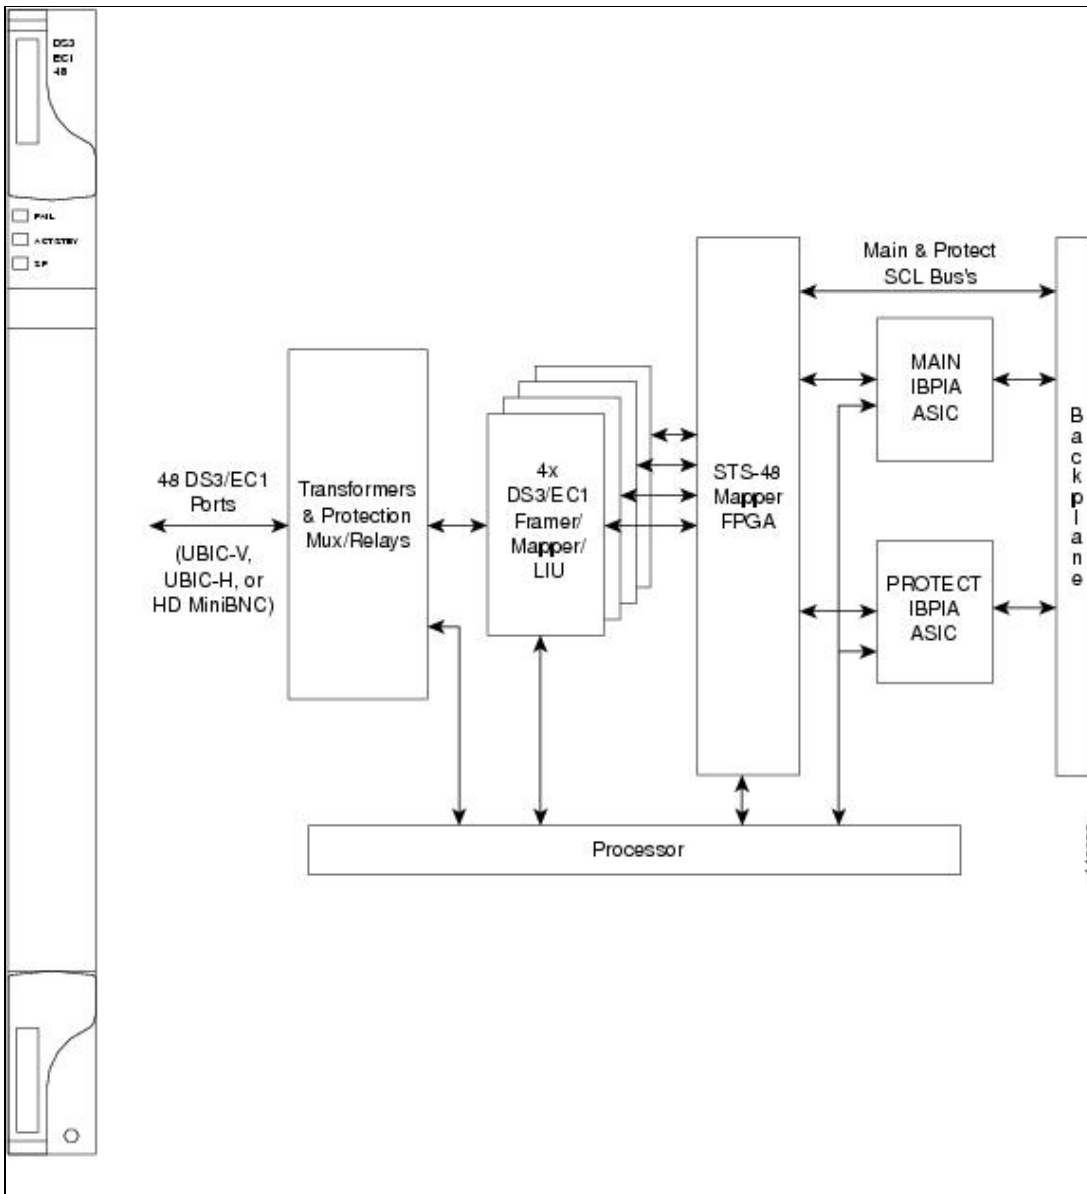 DS3
EC1
48
FAIL
ACT/STBY
SF
Main & Protect
SCL Bus's
MAIN
IBPIA
ASIC
48 DS3/EC1
Ports
(UBIC-V,
UBIC-H, or
HD MiniBNC)
Transformers
& Protection
Mux/Relays
4x
DS3/EC1
Framer/
Mapper/
LIU
STS-48
Mapper
FPGA
PROTECT
IBPIA
ASIC
Backplane
Processor